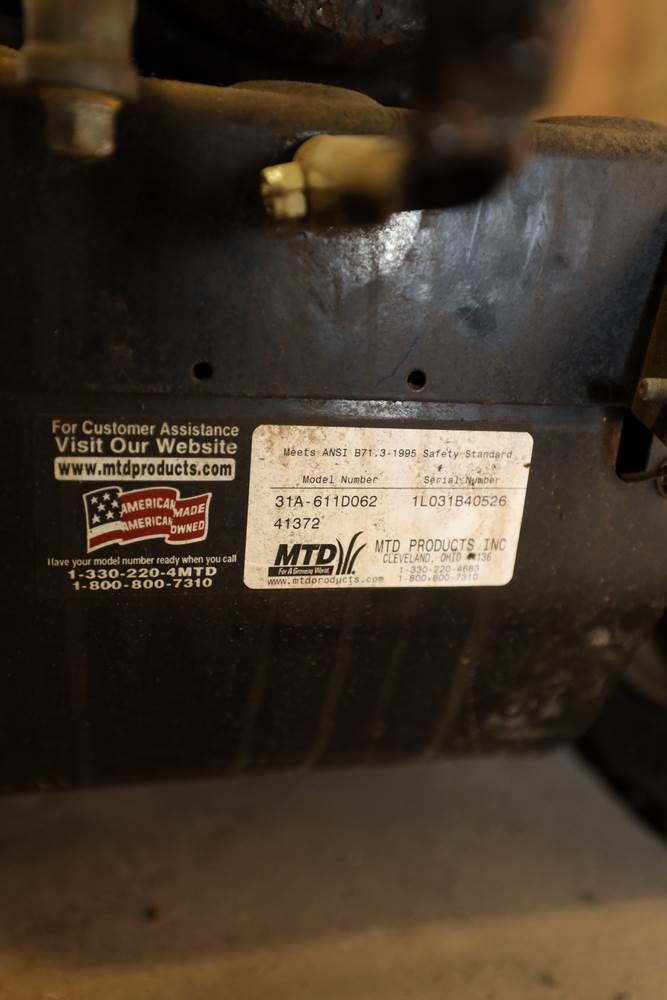 For Customer Assistance
Visit Our Website
www.mtdproducts.com
AMERICAN MADE
AMERICAN OWNED
Have your model number ready when you call
1-330-220-4MTD
1-800-800-7310
Meets ANSI B71.3-1995 Safety Standard
Model Number Serial Number
31A-611D062 1L031B40526
41372
MTD
For A Growing World.
www.mtdproducts.com
MTD PRODUCTS INC
CLEVELAND, OHIO 44136
1-330-220-4683
1-800-800-7310